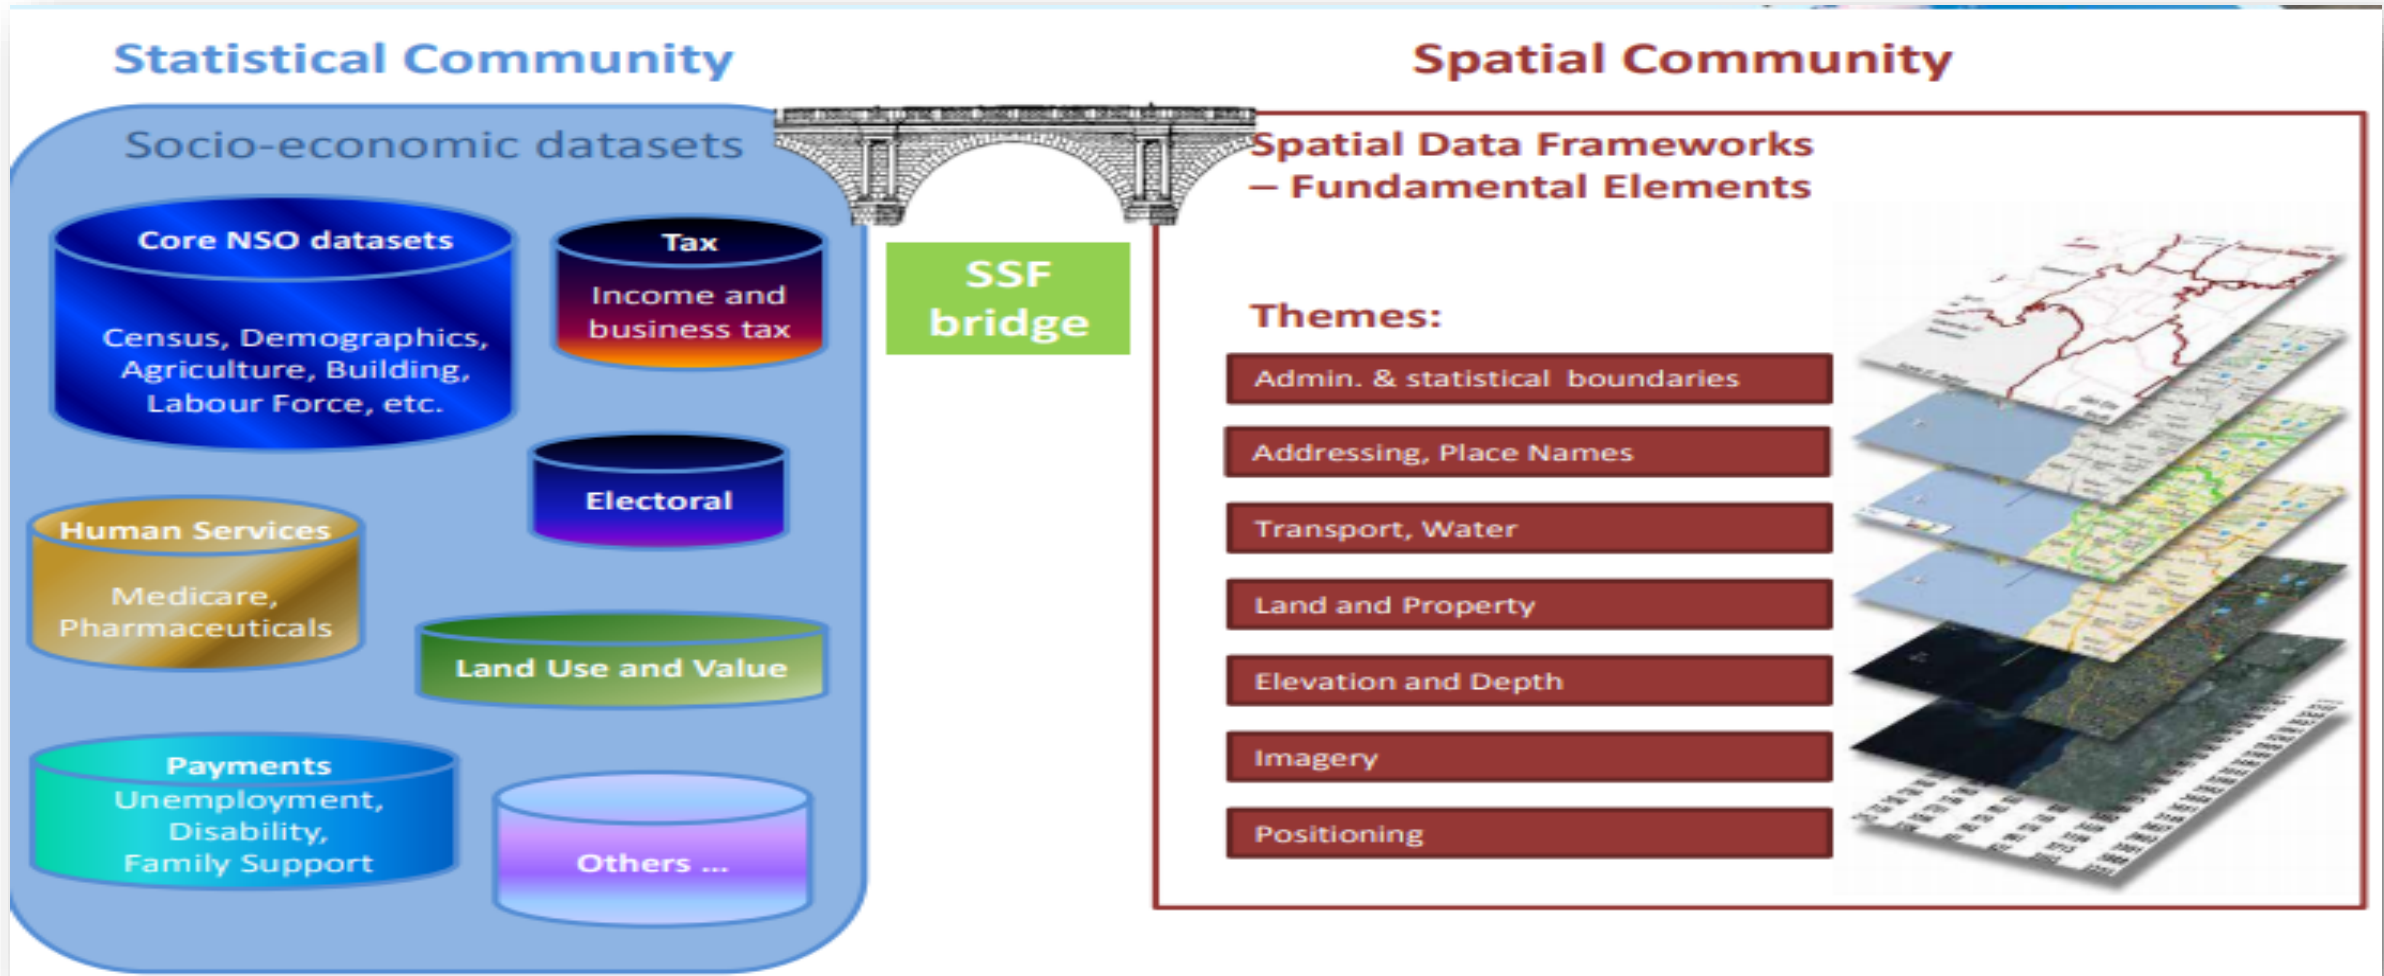 Statistical Community
Socio-economic datasets
Core NSO datasets
Census, Demographics,
Agriculture, Building,
Labour Force, etc.
Tax
Income and
business tax
Electoral
Human Services
Medicare,
Pharmaceuticals
Land Use and Value
Payments
Unemployment,
Disability,
Family Support
Others ...
SSF
bridge
Spatial Community
Spatial Data Frameworks
– Fundamental Elements
Themes:
Admin. & statistical boundaries
Addressing, Place Names
Transport, Water
Land and Property
Elevation and Depth
Imagery
Positioning